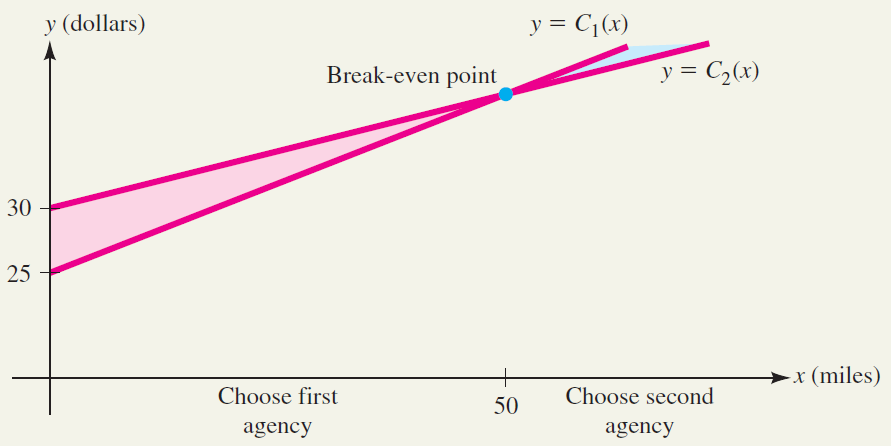 y (dollars)
y = C₁(x)
Break-even point
y = C₂(x)
30
25
x (miles)
Choose first
agency
50
Choose second
agency